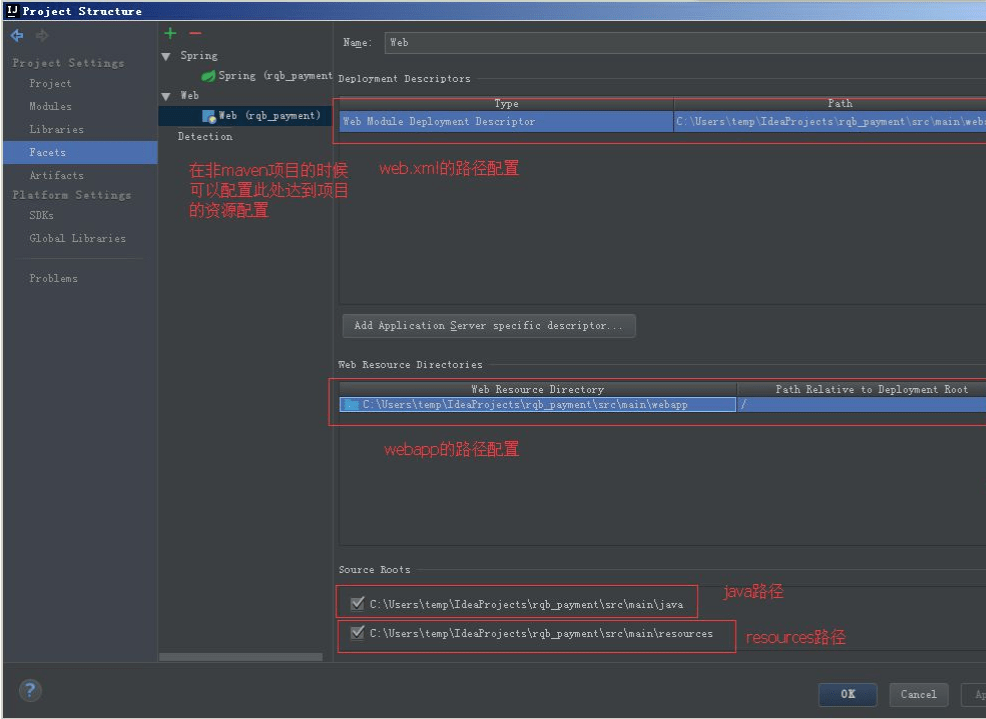 Project Structure
Project Settings
Project
Modules
Libraries
Facets
Artifacts
Platform Settings
SDKs
Global Libraries
Problems
Spring
Spring (rqb_payment
Web
Web (rqb_payment)
Detection
在非maven项目的时候
可以配置此处达到项目
的资源配置
Name:
Web
Deployment Descriptors
Type
Path
Web Module Deployment Descriptor
C:\Users\temp\IdeaProjects\rqb_payment\src\main\webs
web.xml的路径配置
Add Application Server specific descriptor...
Web Resource Directories
Web Resource Directory
Path Relative to Deployment Root
C:\Users\temp\IdeaProjects\rqb_payment\src\main\webapp
/
webapp的路径配置
Source Roots
C:\Users\temp\IdeaProjects\rqb_payment\src\main\java
java路径
C:\Users\temp\IdeaProjects\rqb_payment\src\main\resources
resources路径
?
OK
Cancel
Ap